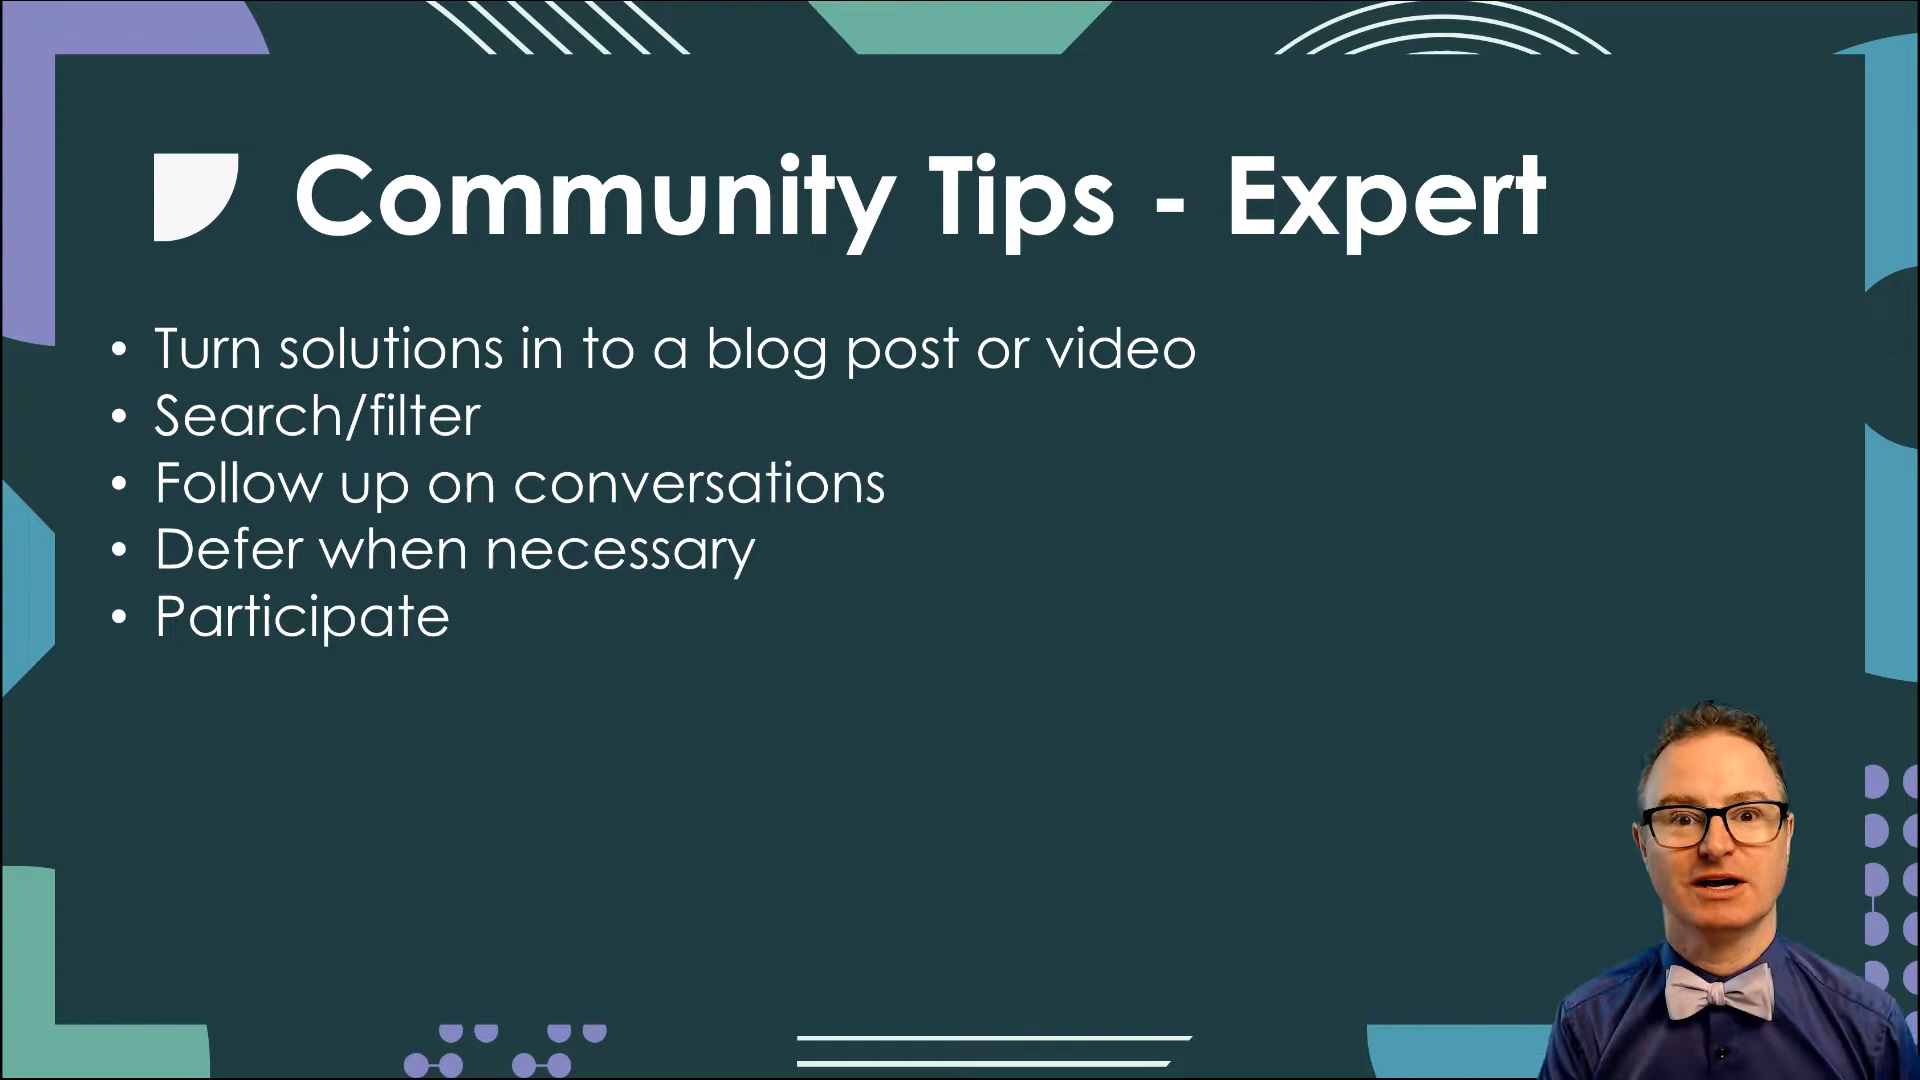 Community Tips - Expert
• Turn solutions in to a blog post or video
• Search/filter
• Follow up on conversations
• Defer when necessary
• Participate